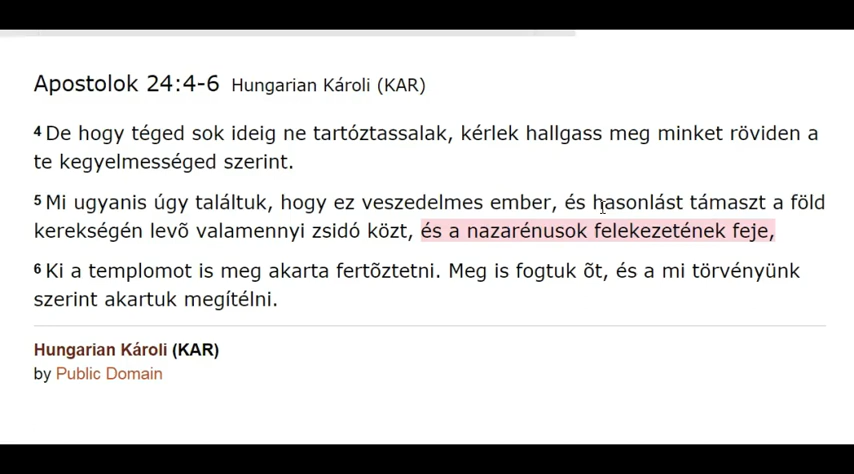 Apostolok 24:4-6 Hungarian Károli (KAR)
4 De hogy téged sok ideig ne tartóztassalak, kérlek hallgass meg minket röviden a
te kegyelmességed szerint.
5 Mi ugyanis úgy találtuk, hogy ez veszedelmes ember, és hasonlást támaszt a föld
kerekségén levõ valamennyi zsidó közt, és a nazarénusok felekezetének feje,
6 Ki a templomot is meg akarta fertõztetni. Meg is fogtuk õt, és a mi törvényünk
szerint akartuk megítélni.
Hungarian Károli (KAR)
by Public Domain